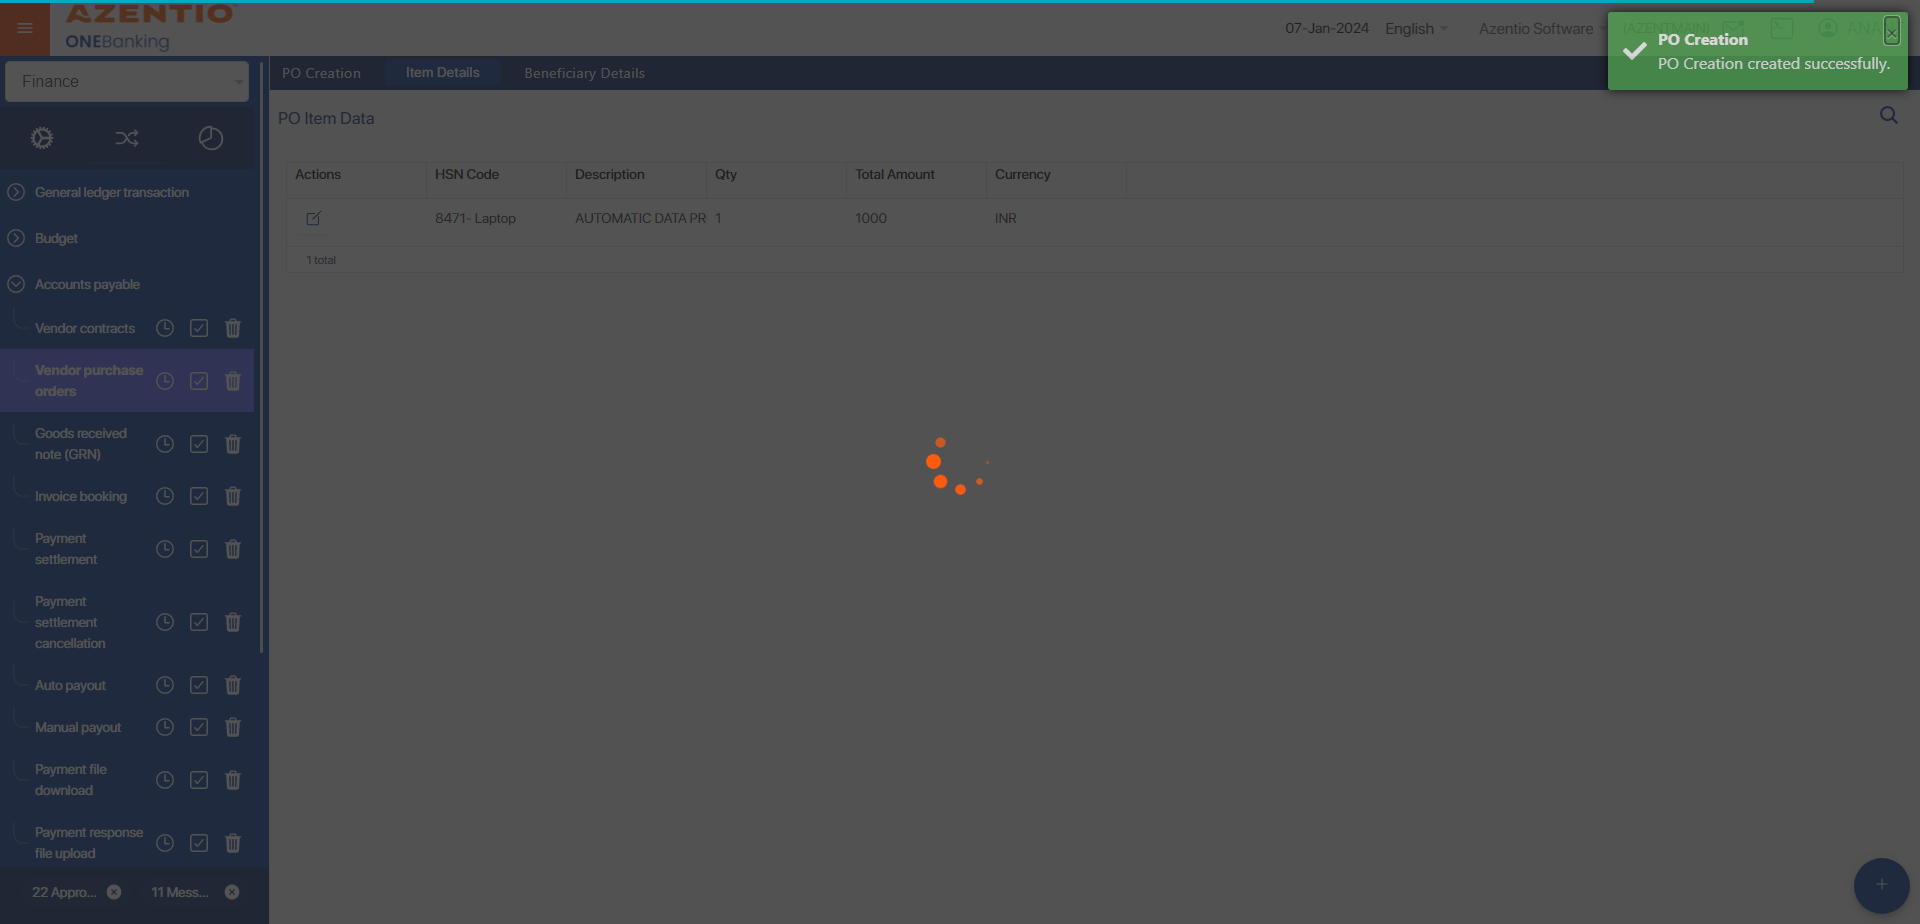 AZENTIO
ONEBanking
07-Jan-2024
English
Azentio Software
(AZENTMAIN)
ANA
PO Creation
PO Creation created successfully.
Finance
PO Creation
Item Details
Beneficiary Details
PO Item Data
Actions
HSN Code
Description
Qty
Total Amount
Currency
8471- Laptop
AUTOMATIC DATA PR
1
1000
INR
1 total
General ledger transaction
Budget
Accounts payable
Vendor contracts
Vendor purchase
orders
Goods received
note (GRN)
Invoice booking
Payment
settlement
Payment
settlement
cancellation
Auto payout
Manual payout
Payment file
download
Payment response
file upload
22 Appro...
11 Mess...